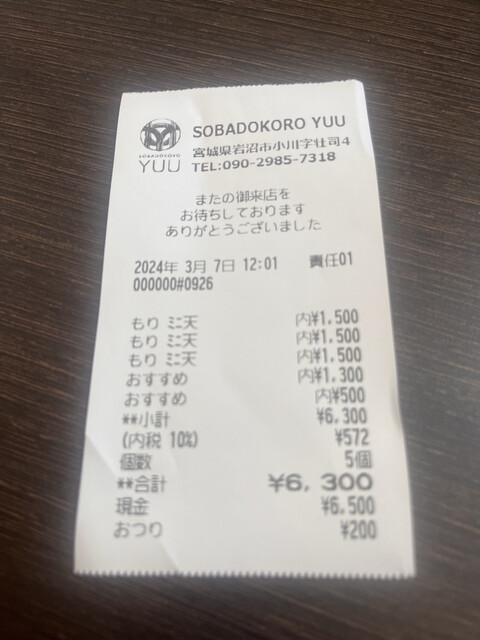 SOBADOKORO YUU
宮城県岩沼市小川字壮司4
TEL:090-2985-7318
SOBADOKORO
YUU
またの御来店を
お待ちしております
ありがとうございました
2024年 3月 7日 12:01 責任01
000000#0926
もり ミニ天 内¥1,500
もり ミニ天 内¥1,500
もり ミニ天 内¥1,500
おすすめ 内¥1,300
おすすめ 内¥500
**小計 ¥6,300
(内税 10%) ¥572
個数 5個
**合計 ¥6,300
現金 ¥6,500
おつり ¥200